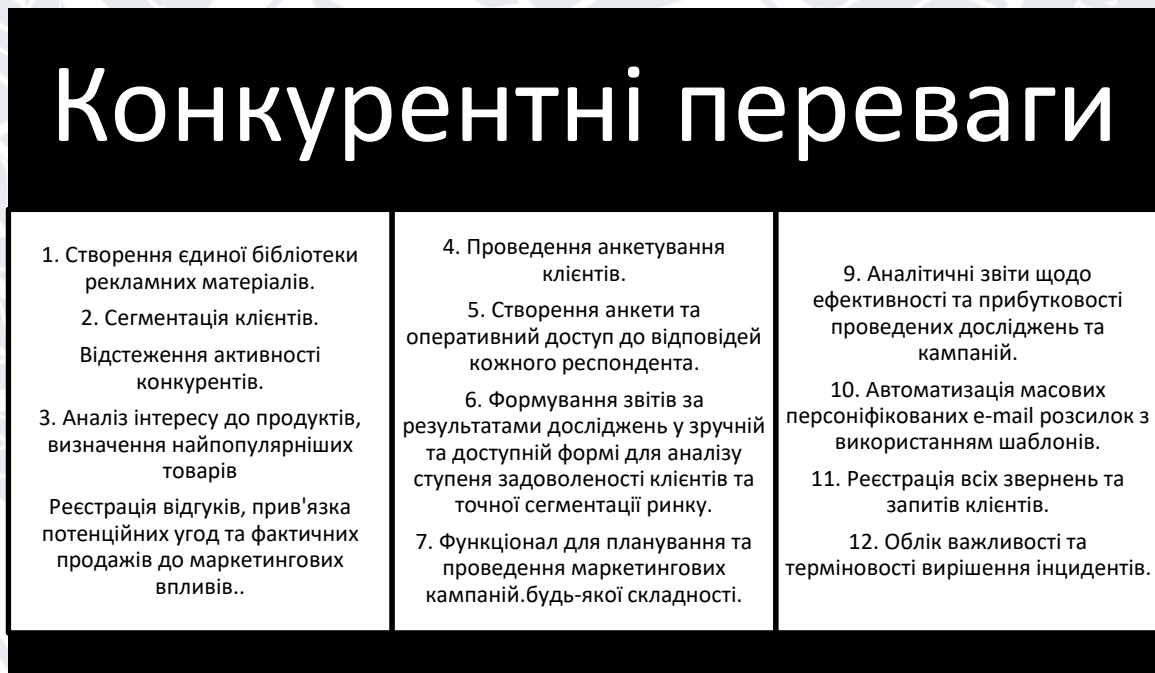 Конкурентні переваги
1. Створення єдиної бібліотеки
рекламних матеріалів.
2. Сегментація клієнтів.
Відстеження активності
конкурентів.
3. Аналіз інтересу до продуктів,
визначення найпопулярніших
товарів
Реєстрація відгуків, прив'язка
потенційних угод та фактичних
продажів до маркетингових
впливів..
4. Проведення анкетування
клієнтів.
5. Створення анкети та
оперативний доступ до відповідей
кожного респондента.
6. Формування звітів за
результатами досліджень у зручній
та доступній формі для аналізу
ступеня задоволеності клієнтів та
точної сегментації ринку.
7. Функціонал для планування та
проведення маркетингових
кампаній.будь-якої складності.
9. Аналітичні звіти щодо
ефективності та прибутковості
проведених досліджень та
кампаній.
10. Автоматизація масових
персоніфікованих e-mail розсилок з
використанням шаблонів.
11. Реєстрація всіх звернень та
запитів клієнтів.
12. Облік важливості та
терміновості вирішення інцидентів.